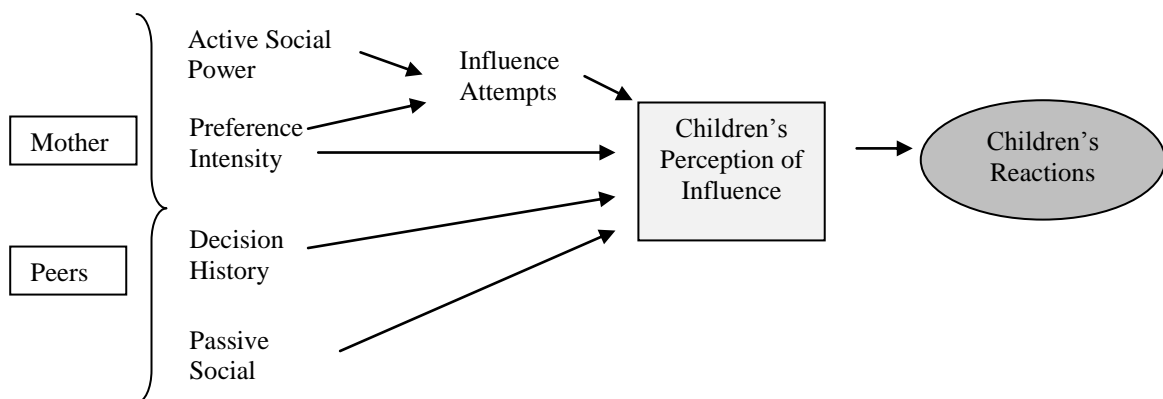 Active Social
Power
Influence
Attempts
Mother
Preference
Intensity
Children's
Perception of
Influence
Children's
Reactions
Peers
Decision
History
Passive
Social